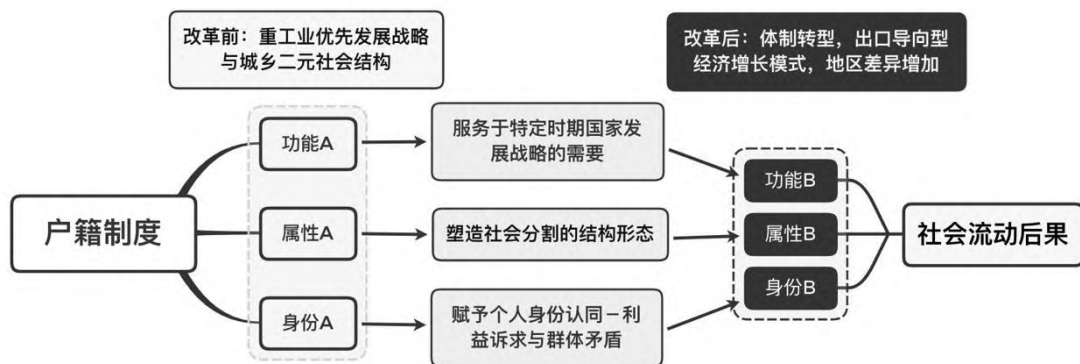 改革前：重工业优先发展战略
与城乡二元社会结构
改革后：体制转型，出口导向型
经济增长模式，地区差异增加
户籍制度
功能A
属性A
身份A
服务于特定时期国家发
展战略的需要
塑造社会分割的结构形态
赋予个人身份认同－利
益诉求与群体矛盾
功能B
属性B
身份B
社会流动后果